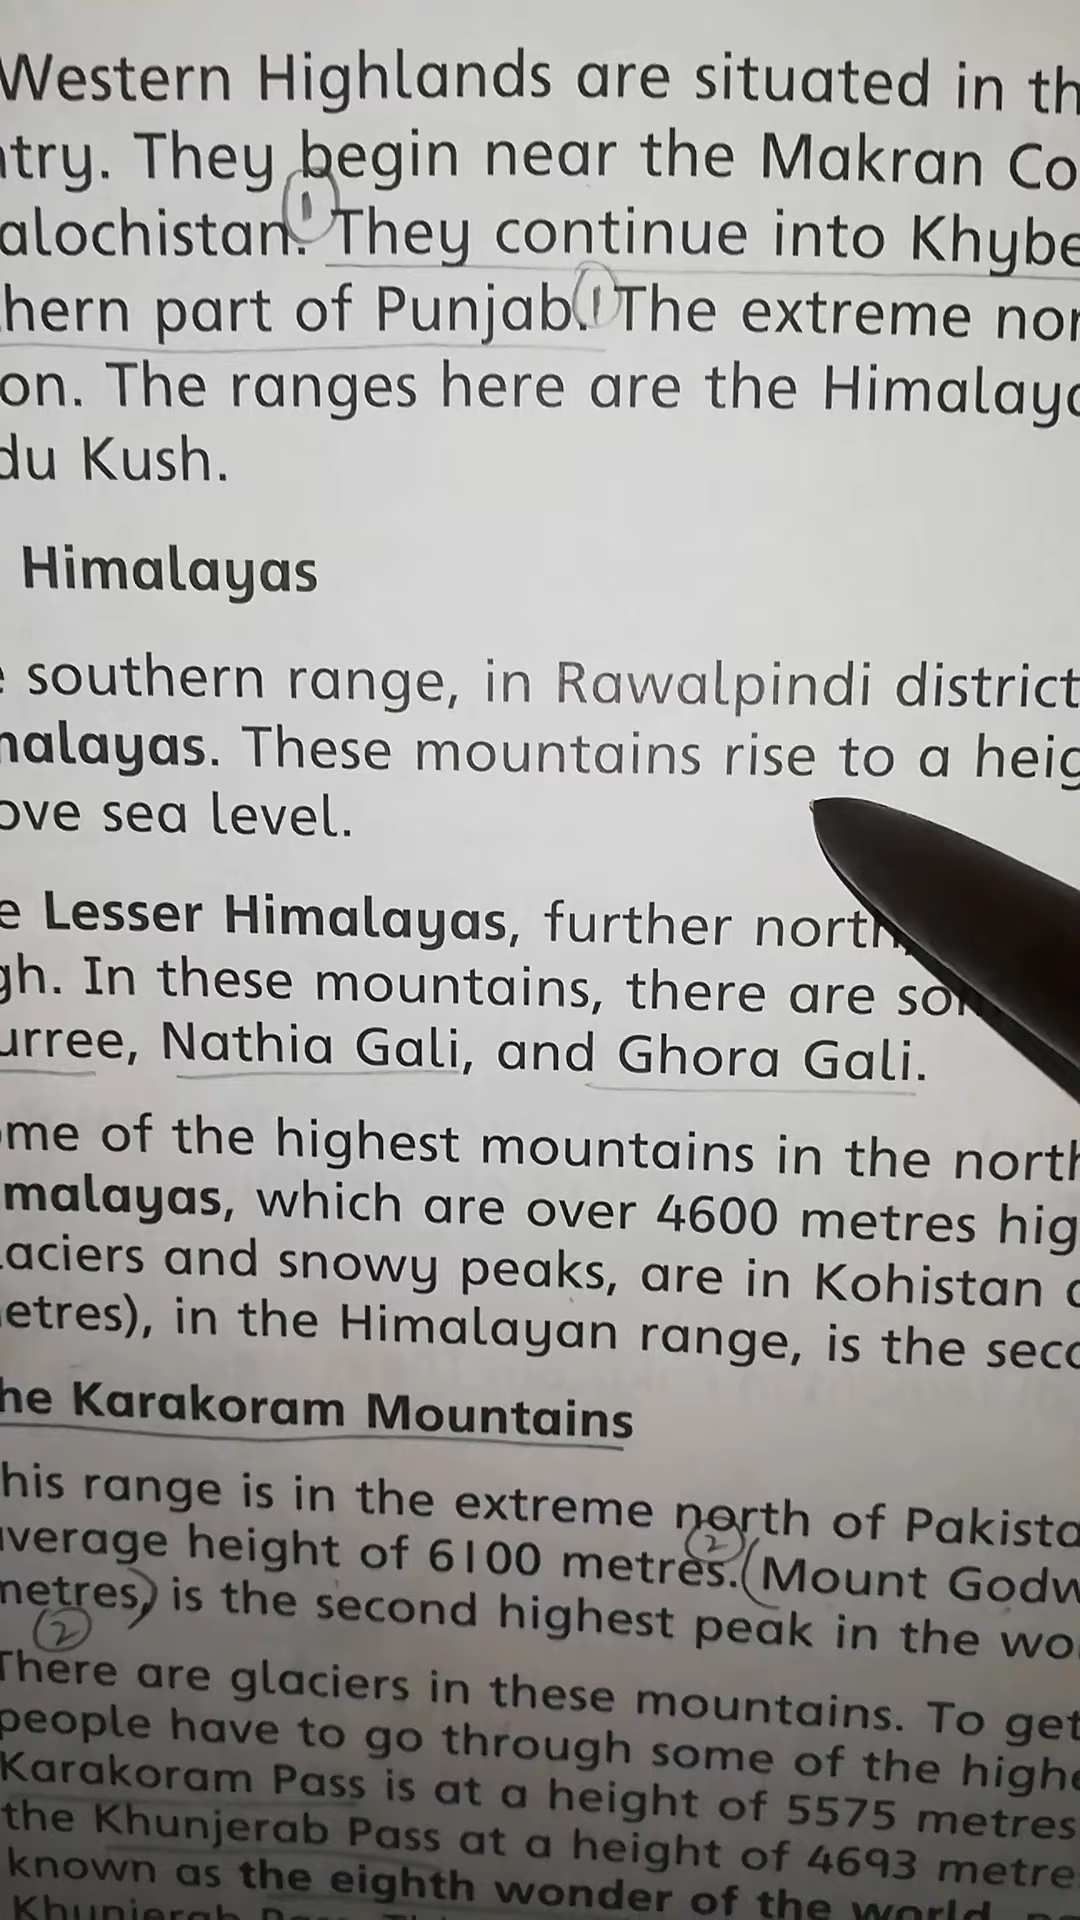 Western Highlands are situated in th
ntry. They begin near the Makran Co
alochistan. They continue into Khybe
hern part of Punjab. The extreme nor
on. The ranges here are the Himalaya
du Kush.
Himalayas
southern range, in Rawalpindi district
malayas. These mountains rise to a heig
ove sea level.
e Lesser Himalayas, further north,
gh. In these mountains, there are som
urree, Nathia Gali, and Ghora Gali.
ome of the highest mountains in the north
malayas, which are over 4600 metres hig
laciers and snowy peaks, are in Kohistan
etres), in the Himalayan range, is the seco
he Karakoram Mountains
his range is in the extreme north of Pakista
average height of 6100 metres. (Mount Godw
metres) is the second highest peak in the wo
There are glaciers in these mountains. To get
people have to go through some of the highe
Karakoram Pass is at a height of 5575 metres
the Khunjerab Pass at a height of 4693 metre
known as the eighth wonder of the world
Khunjerab